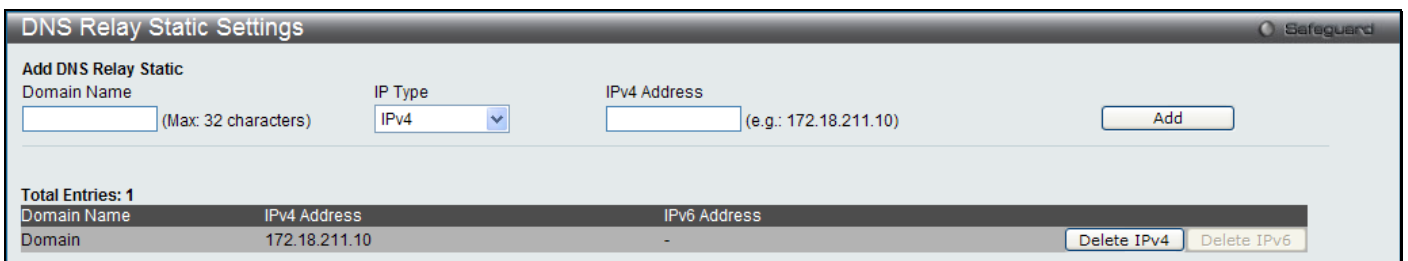 DNS Relay Static Settings
Safeguard
Add DNS Relay Static
Domain Name IP Type IPv4 Address
(Max: 32 characters) IPv4 (e.g.: 172.18.211.10) Add
Total Entries: 1
Domain Name IPv4 Address IPv6 Address
Domain 172.18.211.10 - Delete IPv4 Delete IPv6